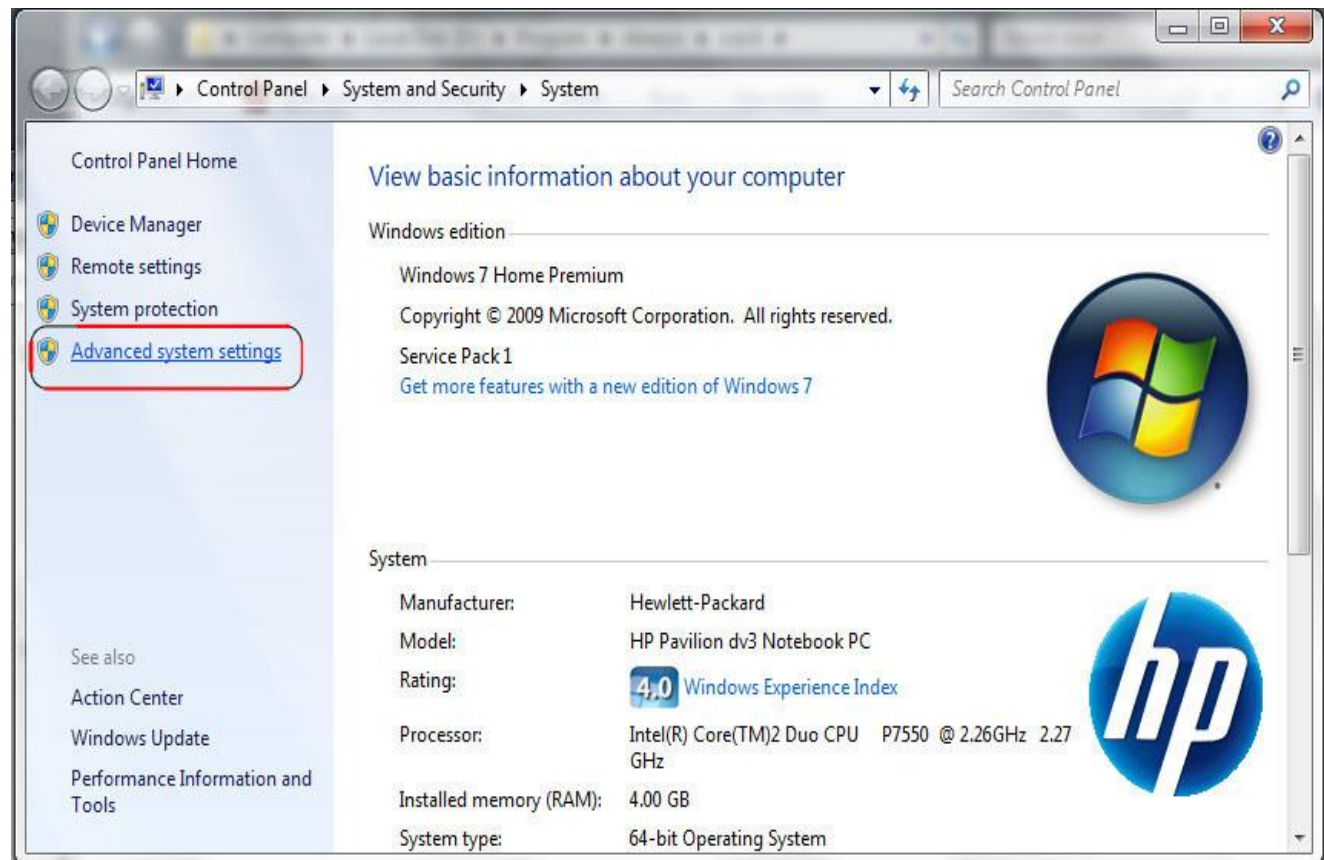 Control Panel ▸ System and Security ▸ System
Search Control Panel
Control Panel Home
Device Manager
Remote settings
System protection
Advanced system settings
See also
Action Center
Windows Update
Performance Information and
Tools
View basic information about your computer
Windows edition
Windows 7 Home Premium
Copyright © 2009 Microsoft Corporation. All rights reserved.
Service Pack 1
Get more features with a new edition of Windows 7
System
Manufacturer: Hewlett-Packard
Model: HP Pavilion dv3 Notebook PC
Rating: 4,0 Windows Experience Index
Processor: Intel(R) Core(TM)2 Duo CPU P7550 @ 2.26GHz 2.27
GHz
Installed memory (RAM): 4.00 GB
System type: 64-bit Operating System
hp